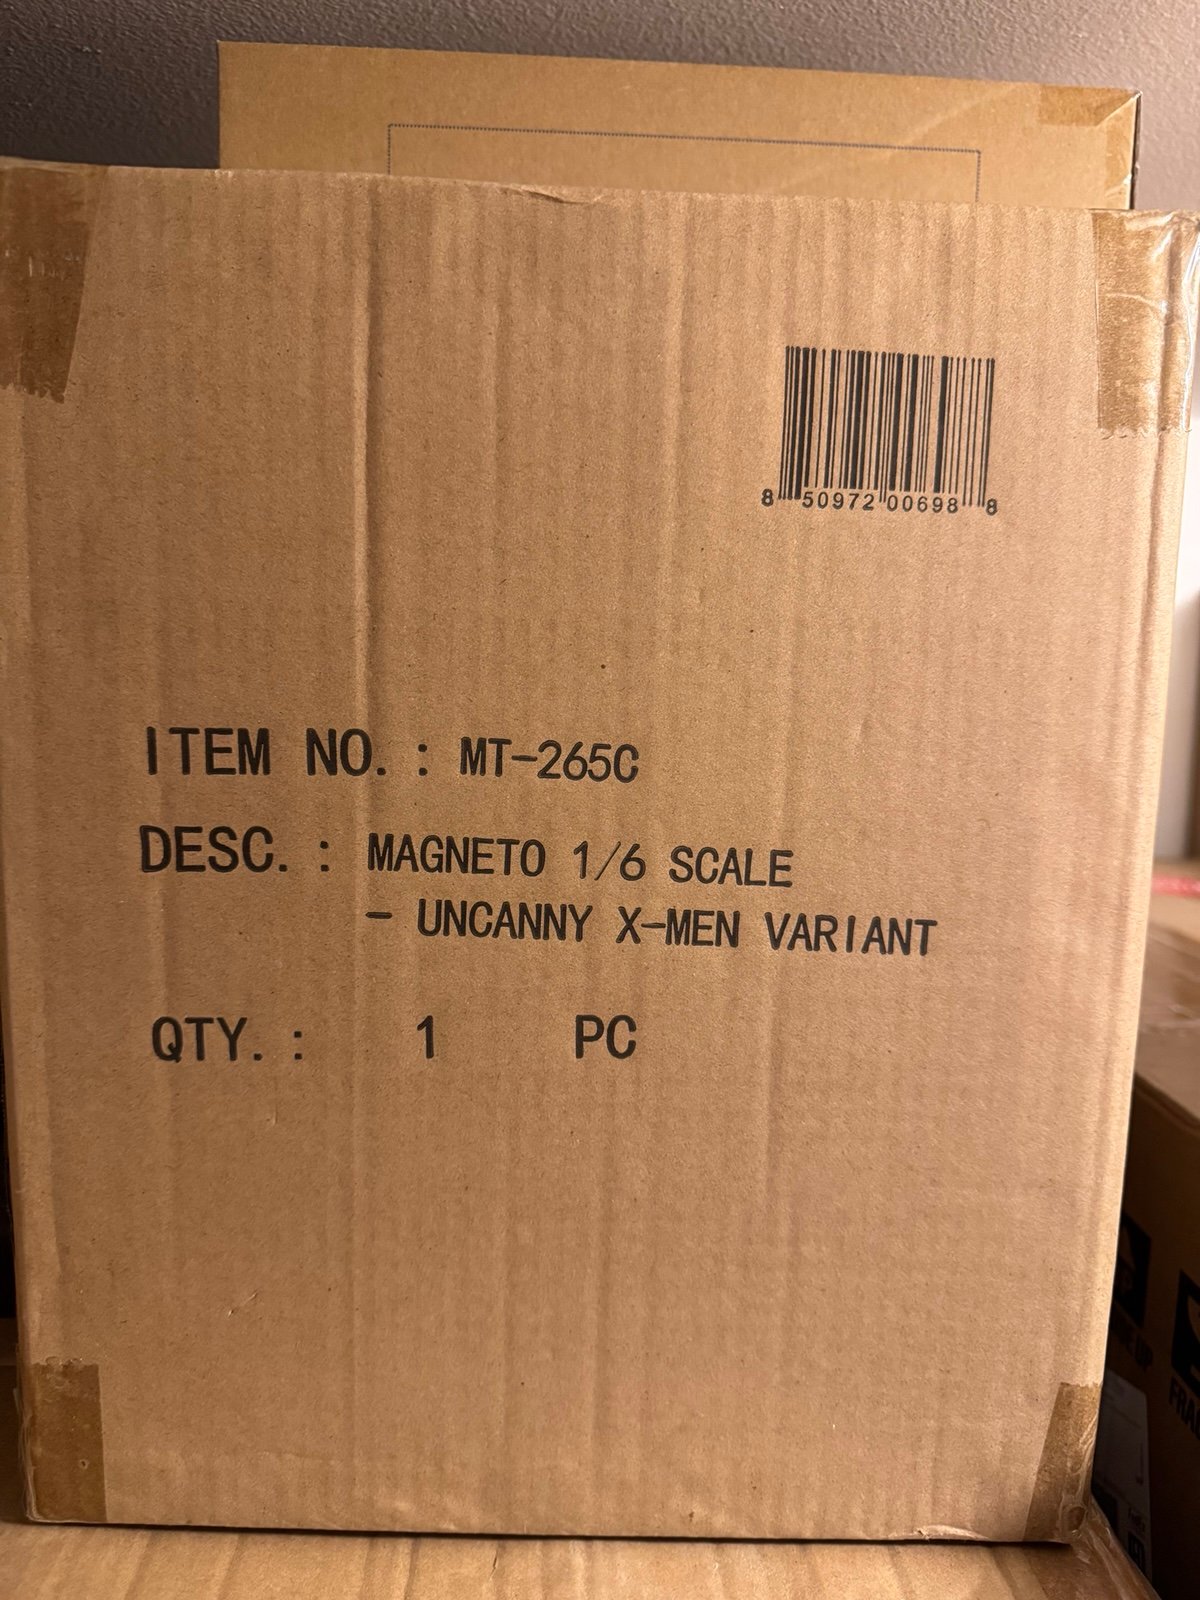 8 50972 00698 8
ITEM NO. : MT-265C
DESC. : MAGNETO 1/6 SCALE
- UNCANNY X-MEN VARIANT
QTY. : 1 PC
UP